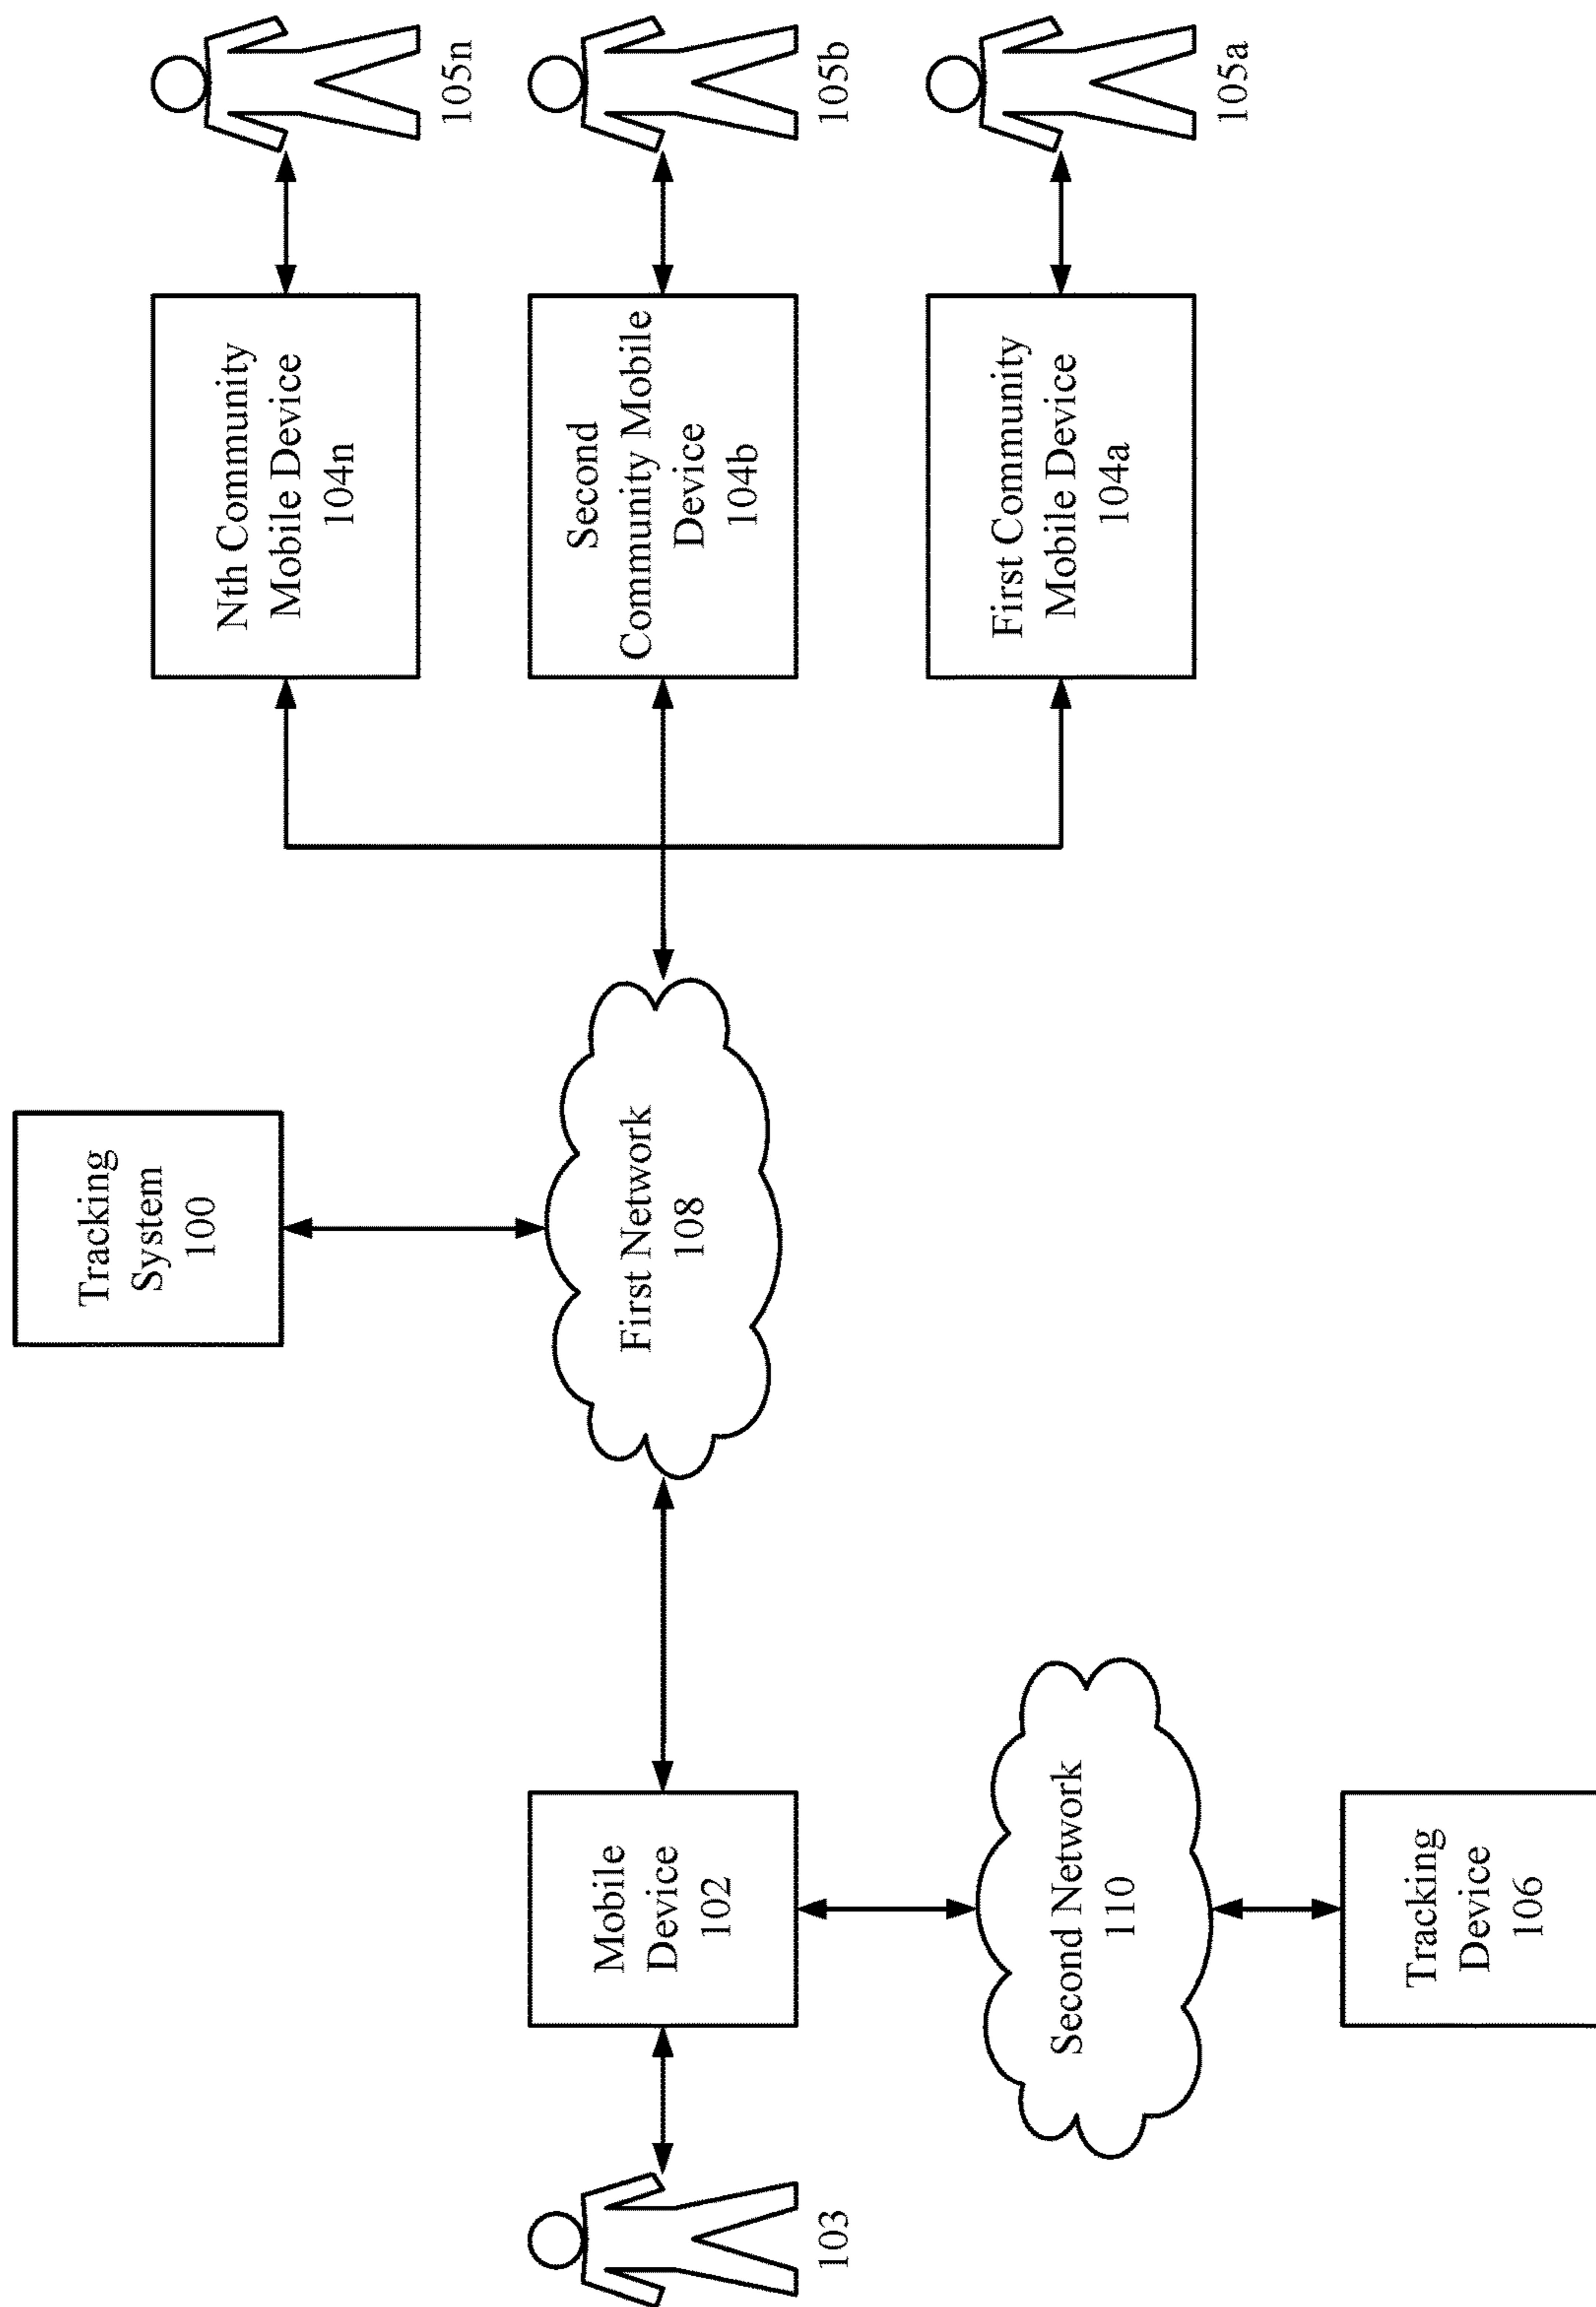 Tracking
System
100
Nth Community
Mobile Device
104n
105n
103
Mobile
Device
102
First Network
108
Second
Community Mobile
Device
104b
105b
Second Network
110
First Community
Mobile Device
104a
105a
Tracking
Device
106